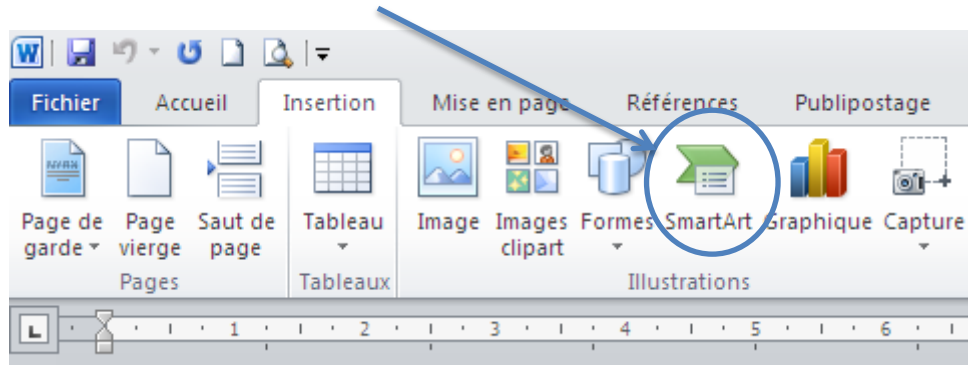 W
Fichier Accueil Insertion Mise en page Références Publipostage
Page de garde Page vierge Saut de page Tableau Image Images clipart Formes SmartArt Graphique Capture
Pages Tableaux Illustrations
L 1 2 3 4 5 6